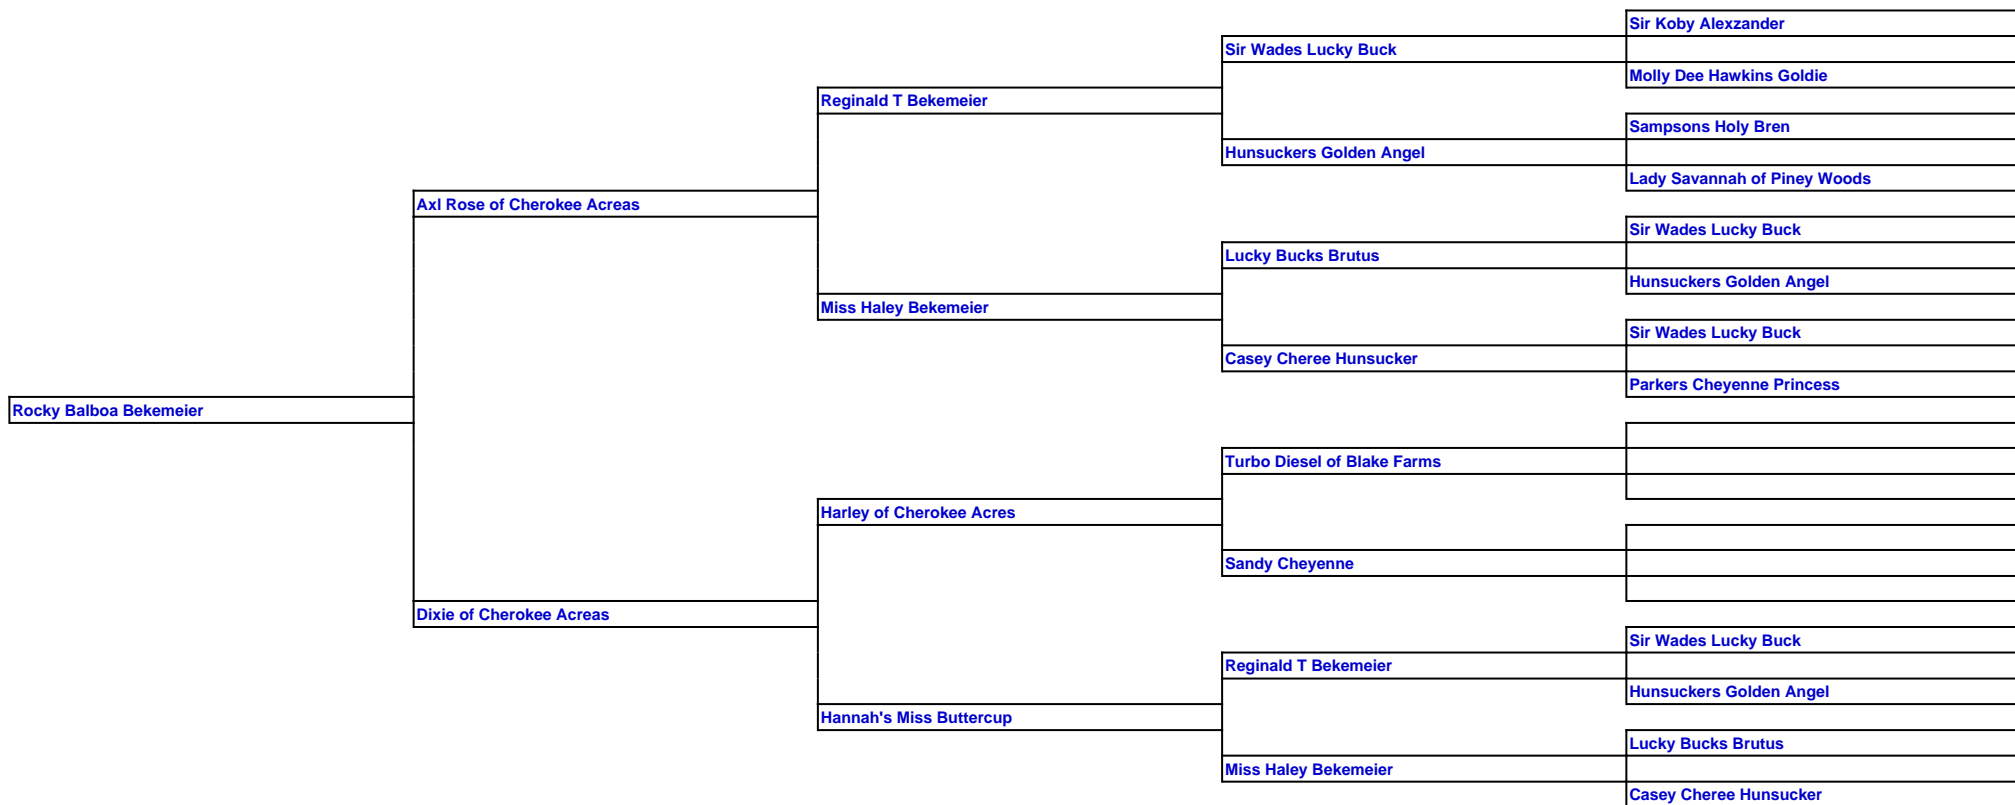 Sir Koby Alexzander
Sir Wades Lucky Buck
Molly Dee Hawkins Goldie
Reginald T Bekemeier
Sampsons Holy Bren
Hunsuckers Golden Angel
Lady Savannah of Piney Woods
Axl Rose of Cherokee Acreas
Sir Wades Lucky Buck
Lucky Bucks Brutus
Hunsuckers Golden Angel
Miss Haley Bekemeier
Sir Wades Lucky Buck
Casey Cheree Hunsucker
Parkers Cheyenne Princess
Rocky Balboa Bekemeier
Turbo Diesel of Blake Farms
Harley of Cherokee Acres
Sandy Cheyenne
Dixie of Cherokee Acreas
Sir Wades Lucky Buck
Reginald T Bekemeier
Hunsuckers Golden Angel
Hannah's Miss Buttercup
Lucky Bucks Brutus
Miss Haley Bekemeier
Casey Cheree Hunsucker